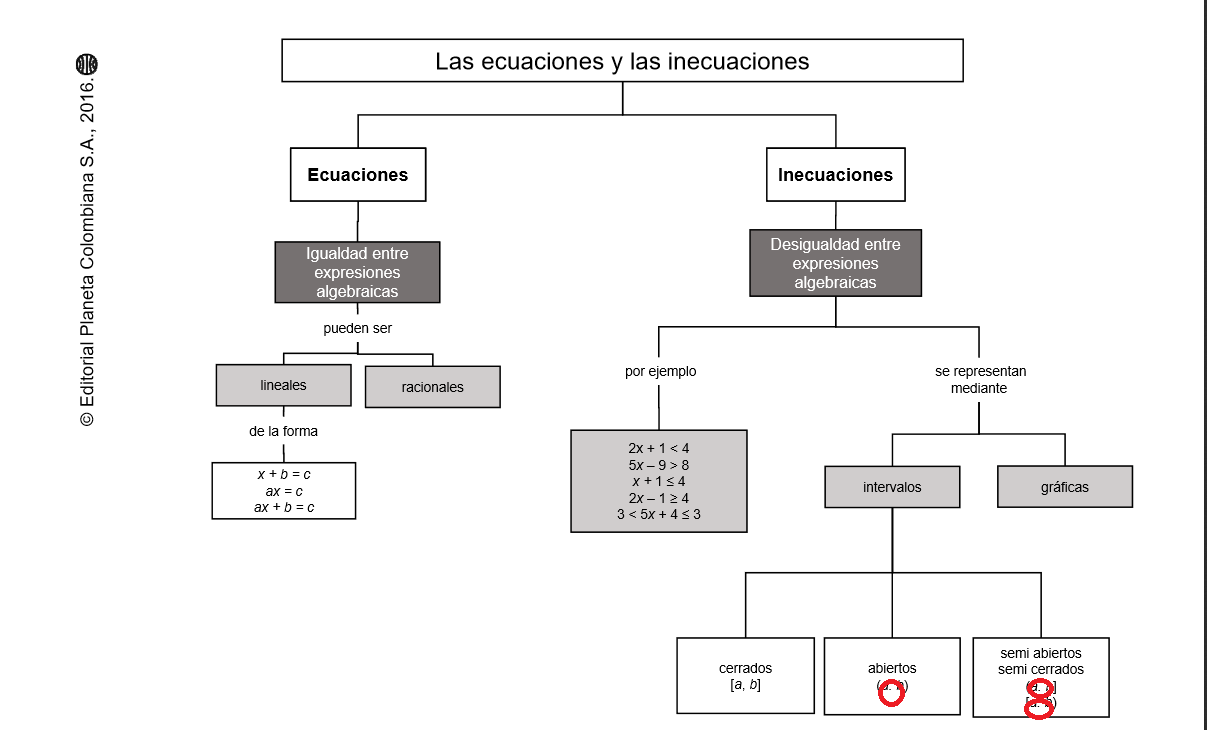 Las ecuaciones y las inecuaciones
© Editorial Planeta Colombiana S.A., 2016.
Ecuaciones
Igualdad entre
expresiones
algebraicas
pueden ser
lineales
racionales
de la forma
x + b = c
ax = c
ax + b = c
Inecuaciones
Desigualdad entre
expresiones
algebraicas
por ejemplo
2x + 1 < 4
5x – 9 > 8
x + 1 ≤ 4
2x – 1 ≥ 4
3 < 5x + 4 ≤ 3
se representan
mediante
intervalos
gráficas
cerrados
[a, b]
abiertos
semi abiertos
semi cerrados